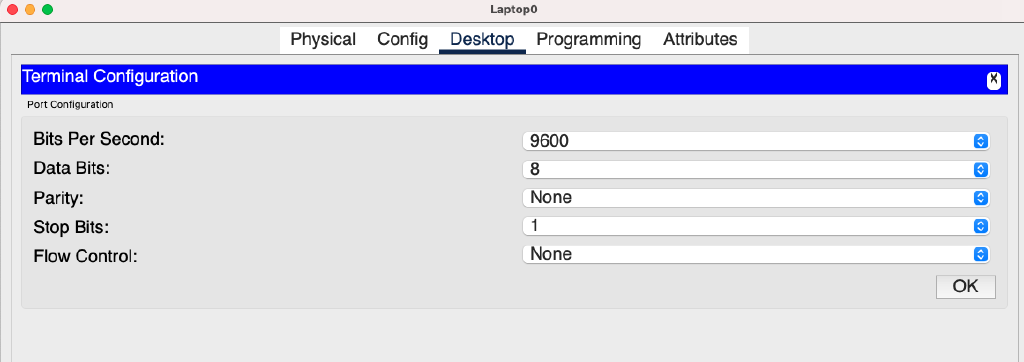 Laptop0
Physical Config Desktop Programming Attributes
Terminal Configuration X
Port Configuration
Bits Per Second: 9600
Data Bits: 8
Parity: None
Stop Bits: 1
Flow Control: None
OK